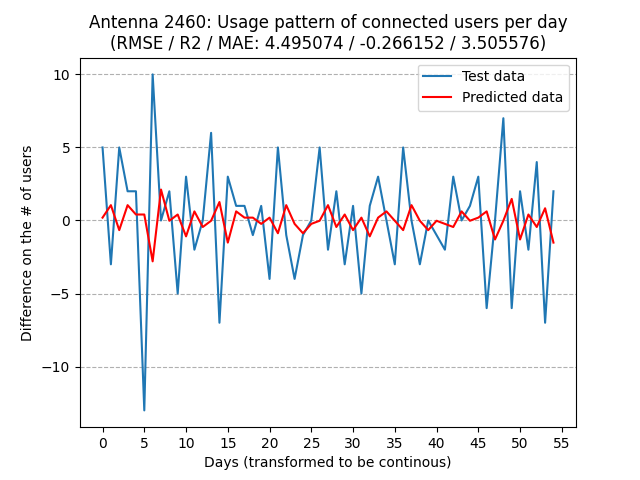 Antenna 2460: Usage pattern of connected users per day
(RMSE / R2 / MAE: 4.495074 / -0.266152 / 3.505576)
Test data
Predicted data
Difference on the # of users
10
5
0
−5
−10
0 5 10 15 20 25 30 35 40 45 50 55
Days (transformed to be continous)